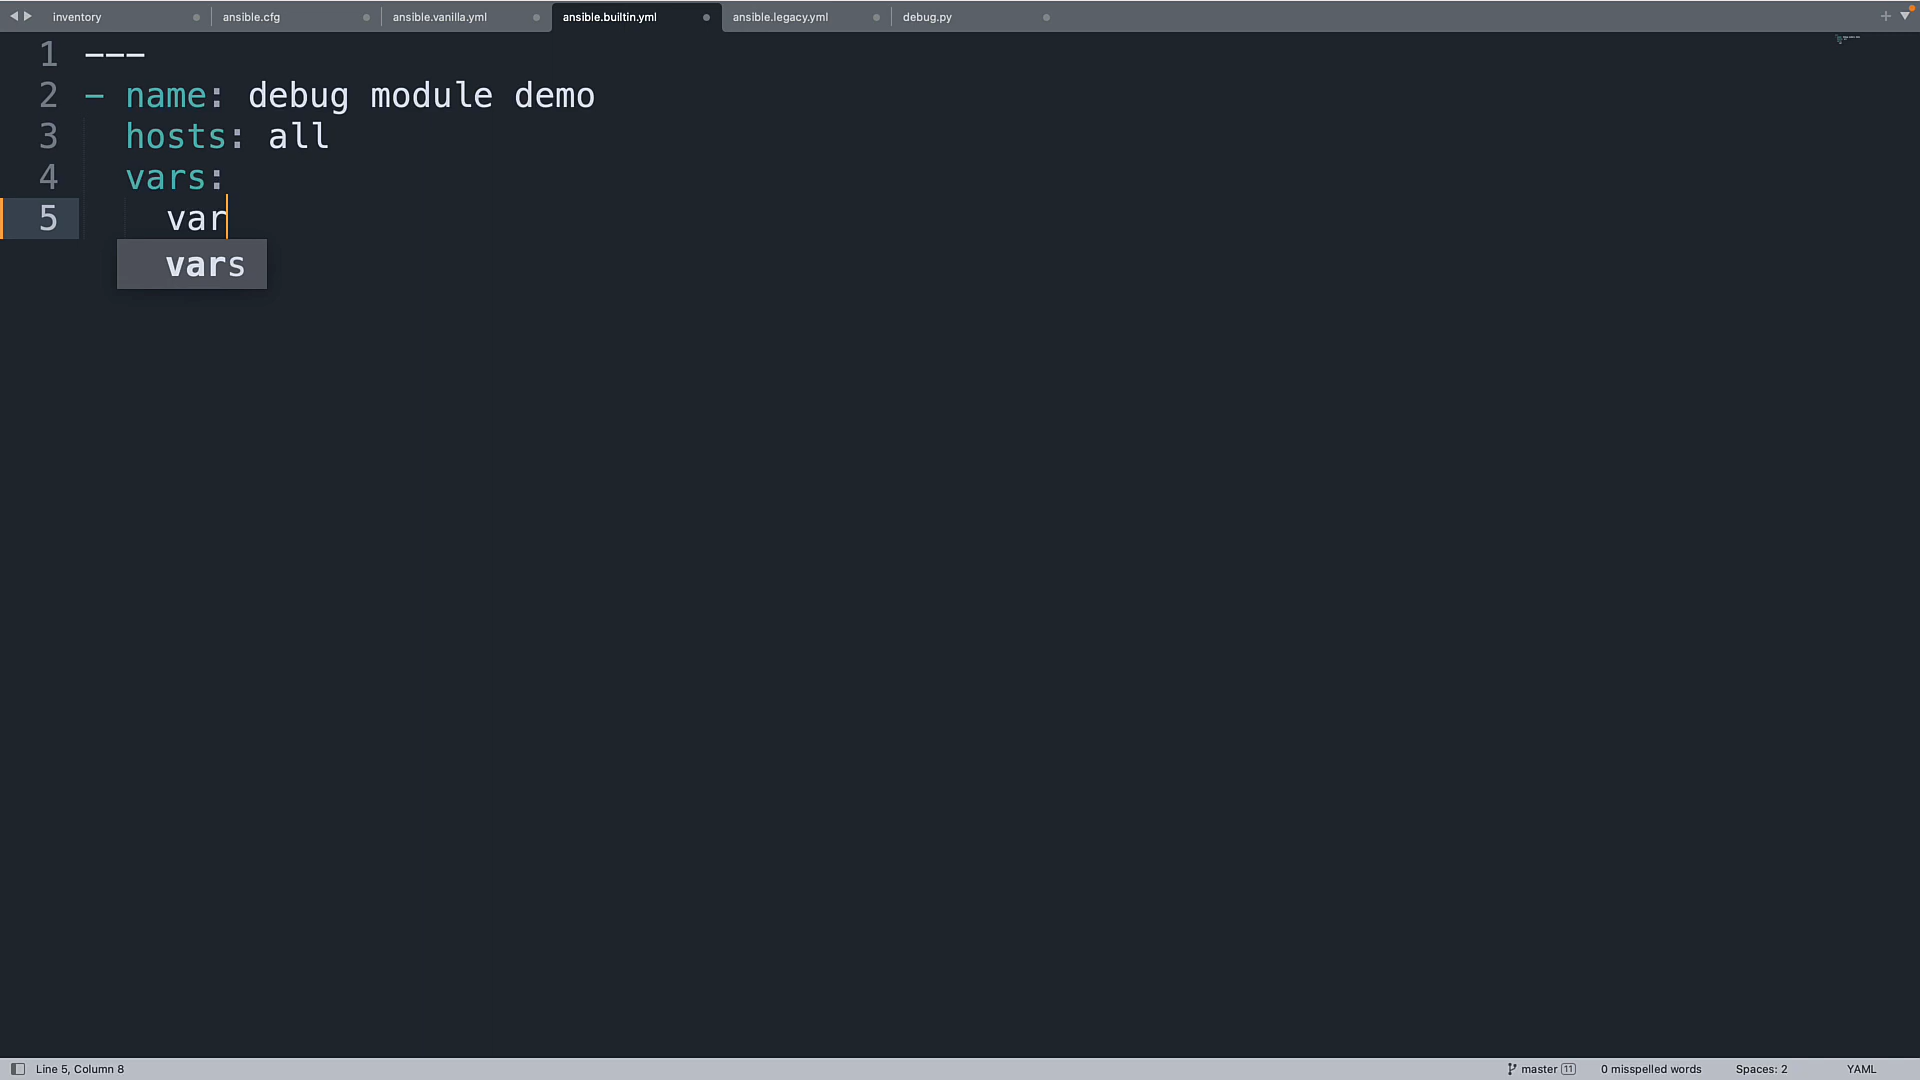 inventory ansible.cfg ansible.vanilla.yml ansible.builtin.yml ansible.legacy.yml debug.py
1 ---
2 - name: debug module demo
3 hosts: all
4 vars:
5 var
vars
Line 5, Column 8 master 11 0 misspelled words Spaces: 2 YAML